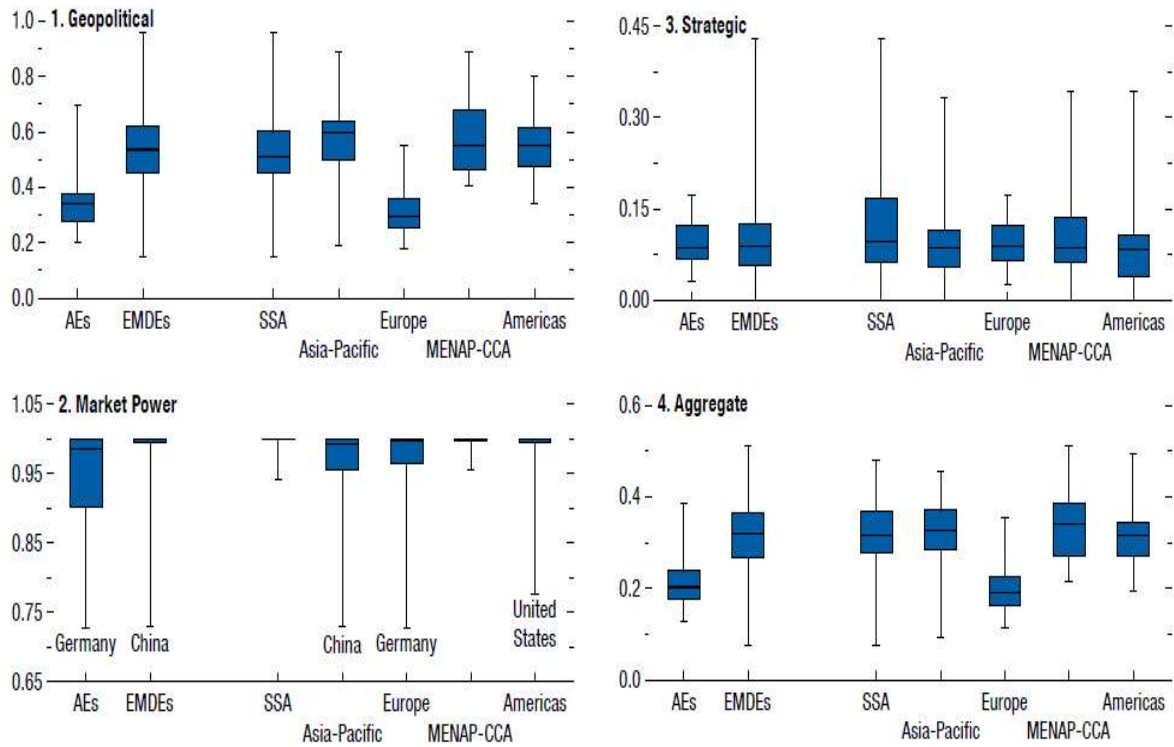 1. Geopolitical
1.0
0.8
0.6
0.4
0.2
0.0
AEs EMDEs SSA Europe Americas
Asia-Pacific MENAP-CCA
3. Strategic
0.45
0.30
0.15
0.00
AEs EMDEs SSA Europe Americas
Asia-Pacific MENAP-CCA
2. Market Power
1.05
0.95
0.85
0.75
0.65
United
States
Germany China China Germany
AEs EMDEs SSA Europe Americas
Asia-Pacific MENAP-CCA
4. Aggregate
0.6
0.4
0.2
0.0
AEs EMDEs SSA Europe Americas
Asia-Pacific MENAP-CCA